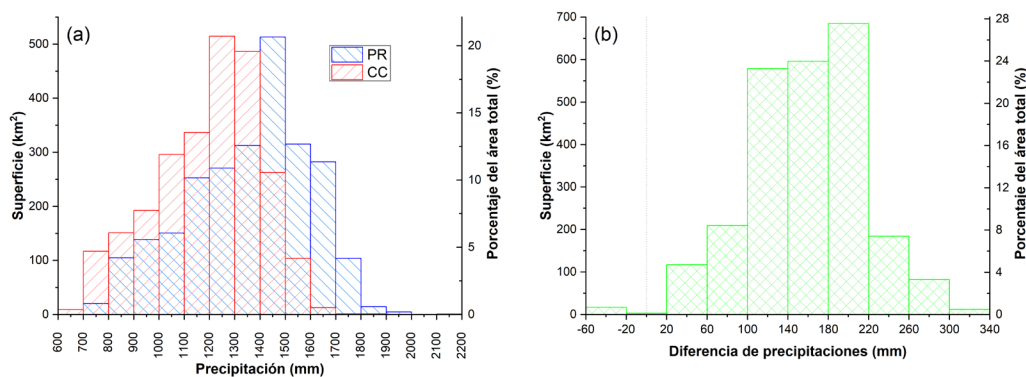 (a)
PR
CC
Superficie (km²)
500
400
300
200
100
0
Porcentaje del área total (%)
20
15
10
5
0
600 700 800 900 1000 1100 1200 1300 1400 1500 1600 1700 1800 1900 2000 2100 2200
Precipitación (mm)
(b)
Superficie (km²)
700
600
500
400
300
200
100
0
Porcentaje del área total (%)
28
24
20
16
12
8
4
0
-60 -20 20 60 100 140 180 220 260 300 340
Diferencia de precipitaciones (mm)